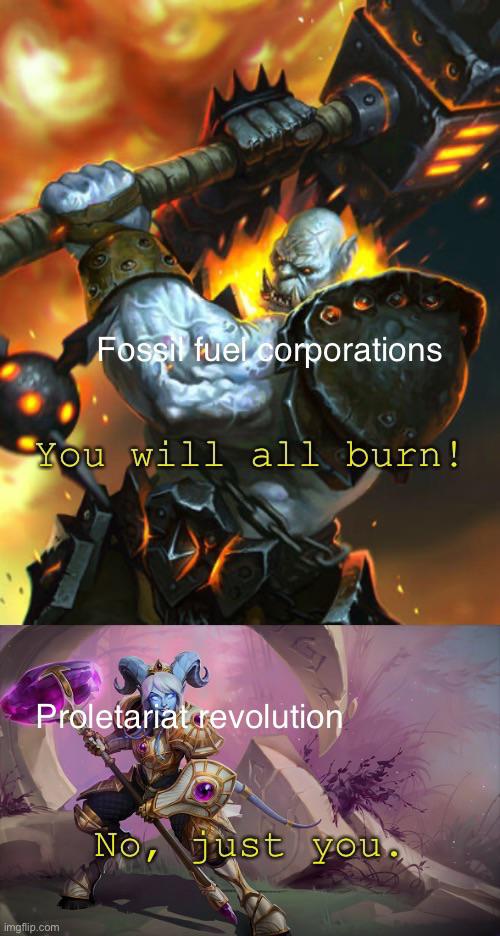 Fossil fuel corporations
You will all burn!
Proletariat revolution
No, just you.
imgflip.com